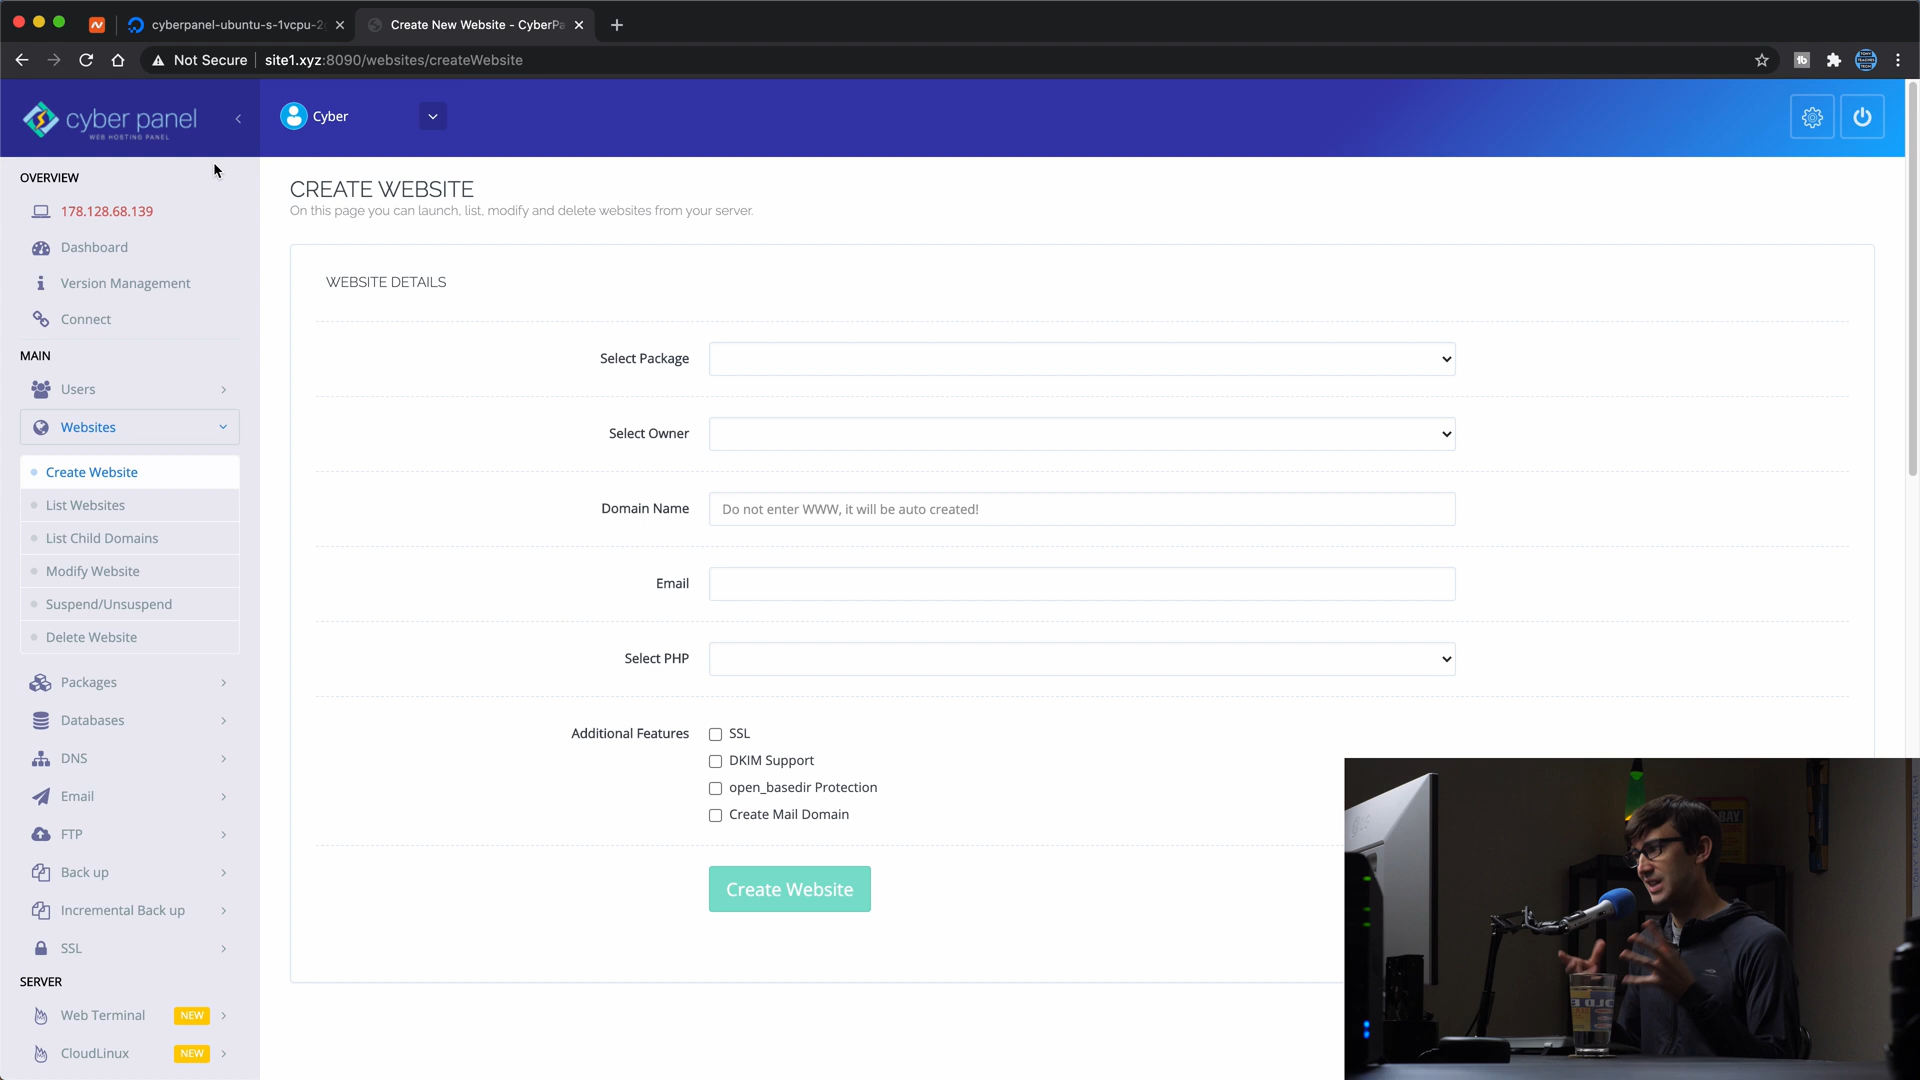 cyberpanel-ubuntu-s-1vcpu-2
Create New Website - CyberPa
Not Secure
site1.xyz:8090/websites/createWebsite
cyber panel
WEB HOSTING PANEL
Cyber
OVERVIEW
178.128.68.139
Dashboard
Version Management
Connect
MAIN
Users
Websites
Create Website
List Websites
List Child Domains
Modify Website
Suspend/Unsuspend
Delete Website
Packages
Databases
DNS
Email
FTP
Back up
Incremental Back up
SSL
SERVER
Web Terminal NEW
CloudLinux NEW
CREATE WEBSITE
On this page you can launch, list, modify and delete websites from your server.
WEBSITE DETAILS
Select Package
Select Owner
Domain Name
Do not enter WWW, it will be auto created!
Email
Select PHP
Additional Features
SSL
DKIM Support
open_basedir Protection
Create Mail Domain
Create Website